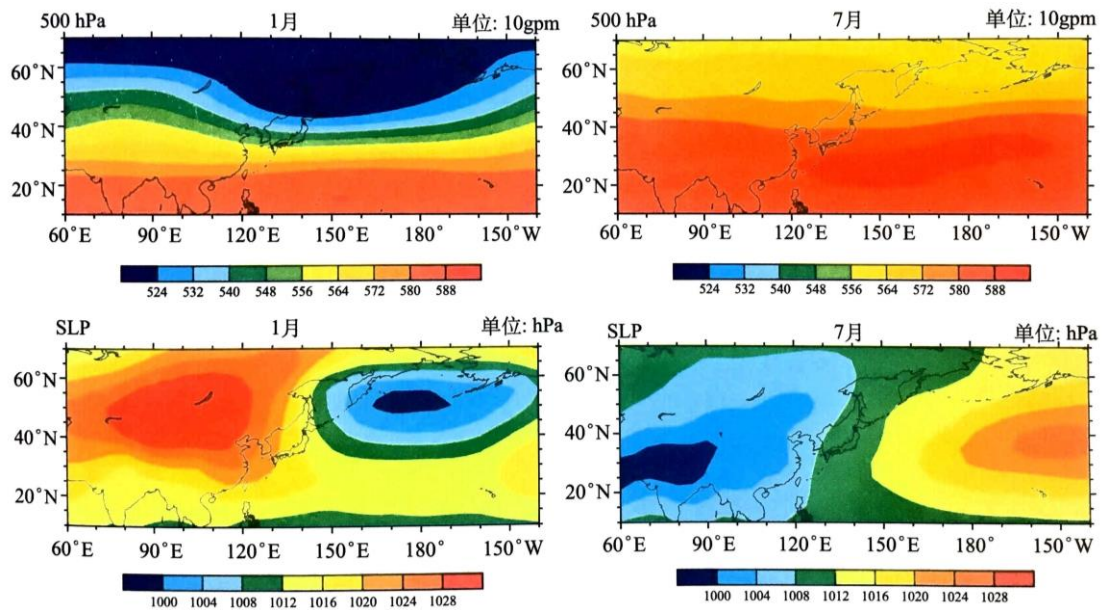 500 hPa 1月 单位: 10gpm
60°N
40°N
20°N
60°E 90°E 120°E 150°E 180° 150°W
524 532 540 548 556 564 572 580 588
500 hPa 7月 单位: 10gpm
60°N
40°N
20°N
60°E 90°E 120°E 150°E 180° 150°W
524 532 540 548 556 564 572 580 588
SLP 1月 单位: hPa
60°N
40°N
20°N
60°E 90°E 120°E 150°E 180° 150°W
1000 1004 1008 1012 1016 1020 1024 1028
SLP 7月 单位: hPa
60°N
40°N
20°N
60°E 90°E 120°E 150°E 180° 150°W
1000 1004 1008 1012 1016 1020 1024 1028